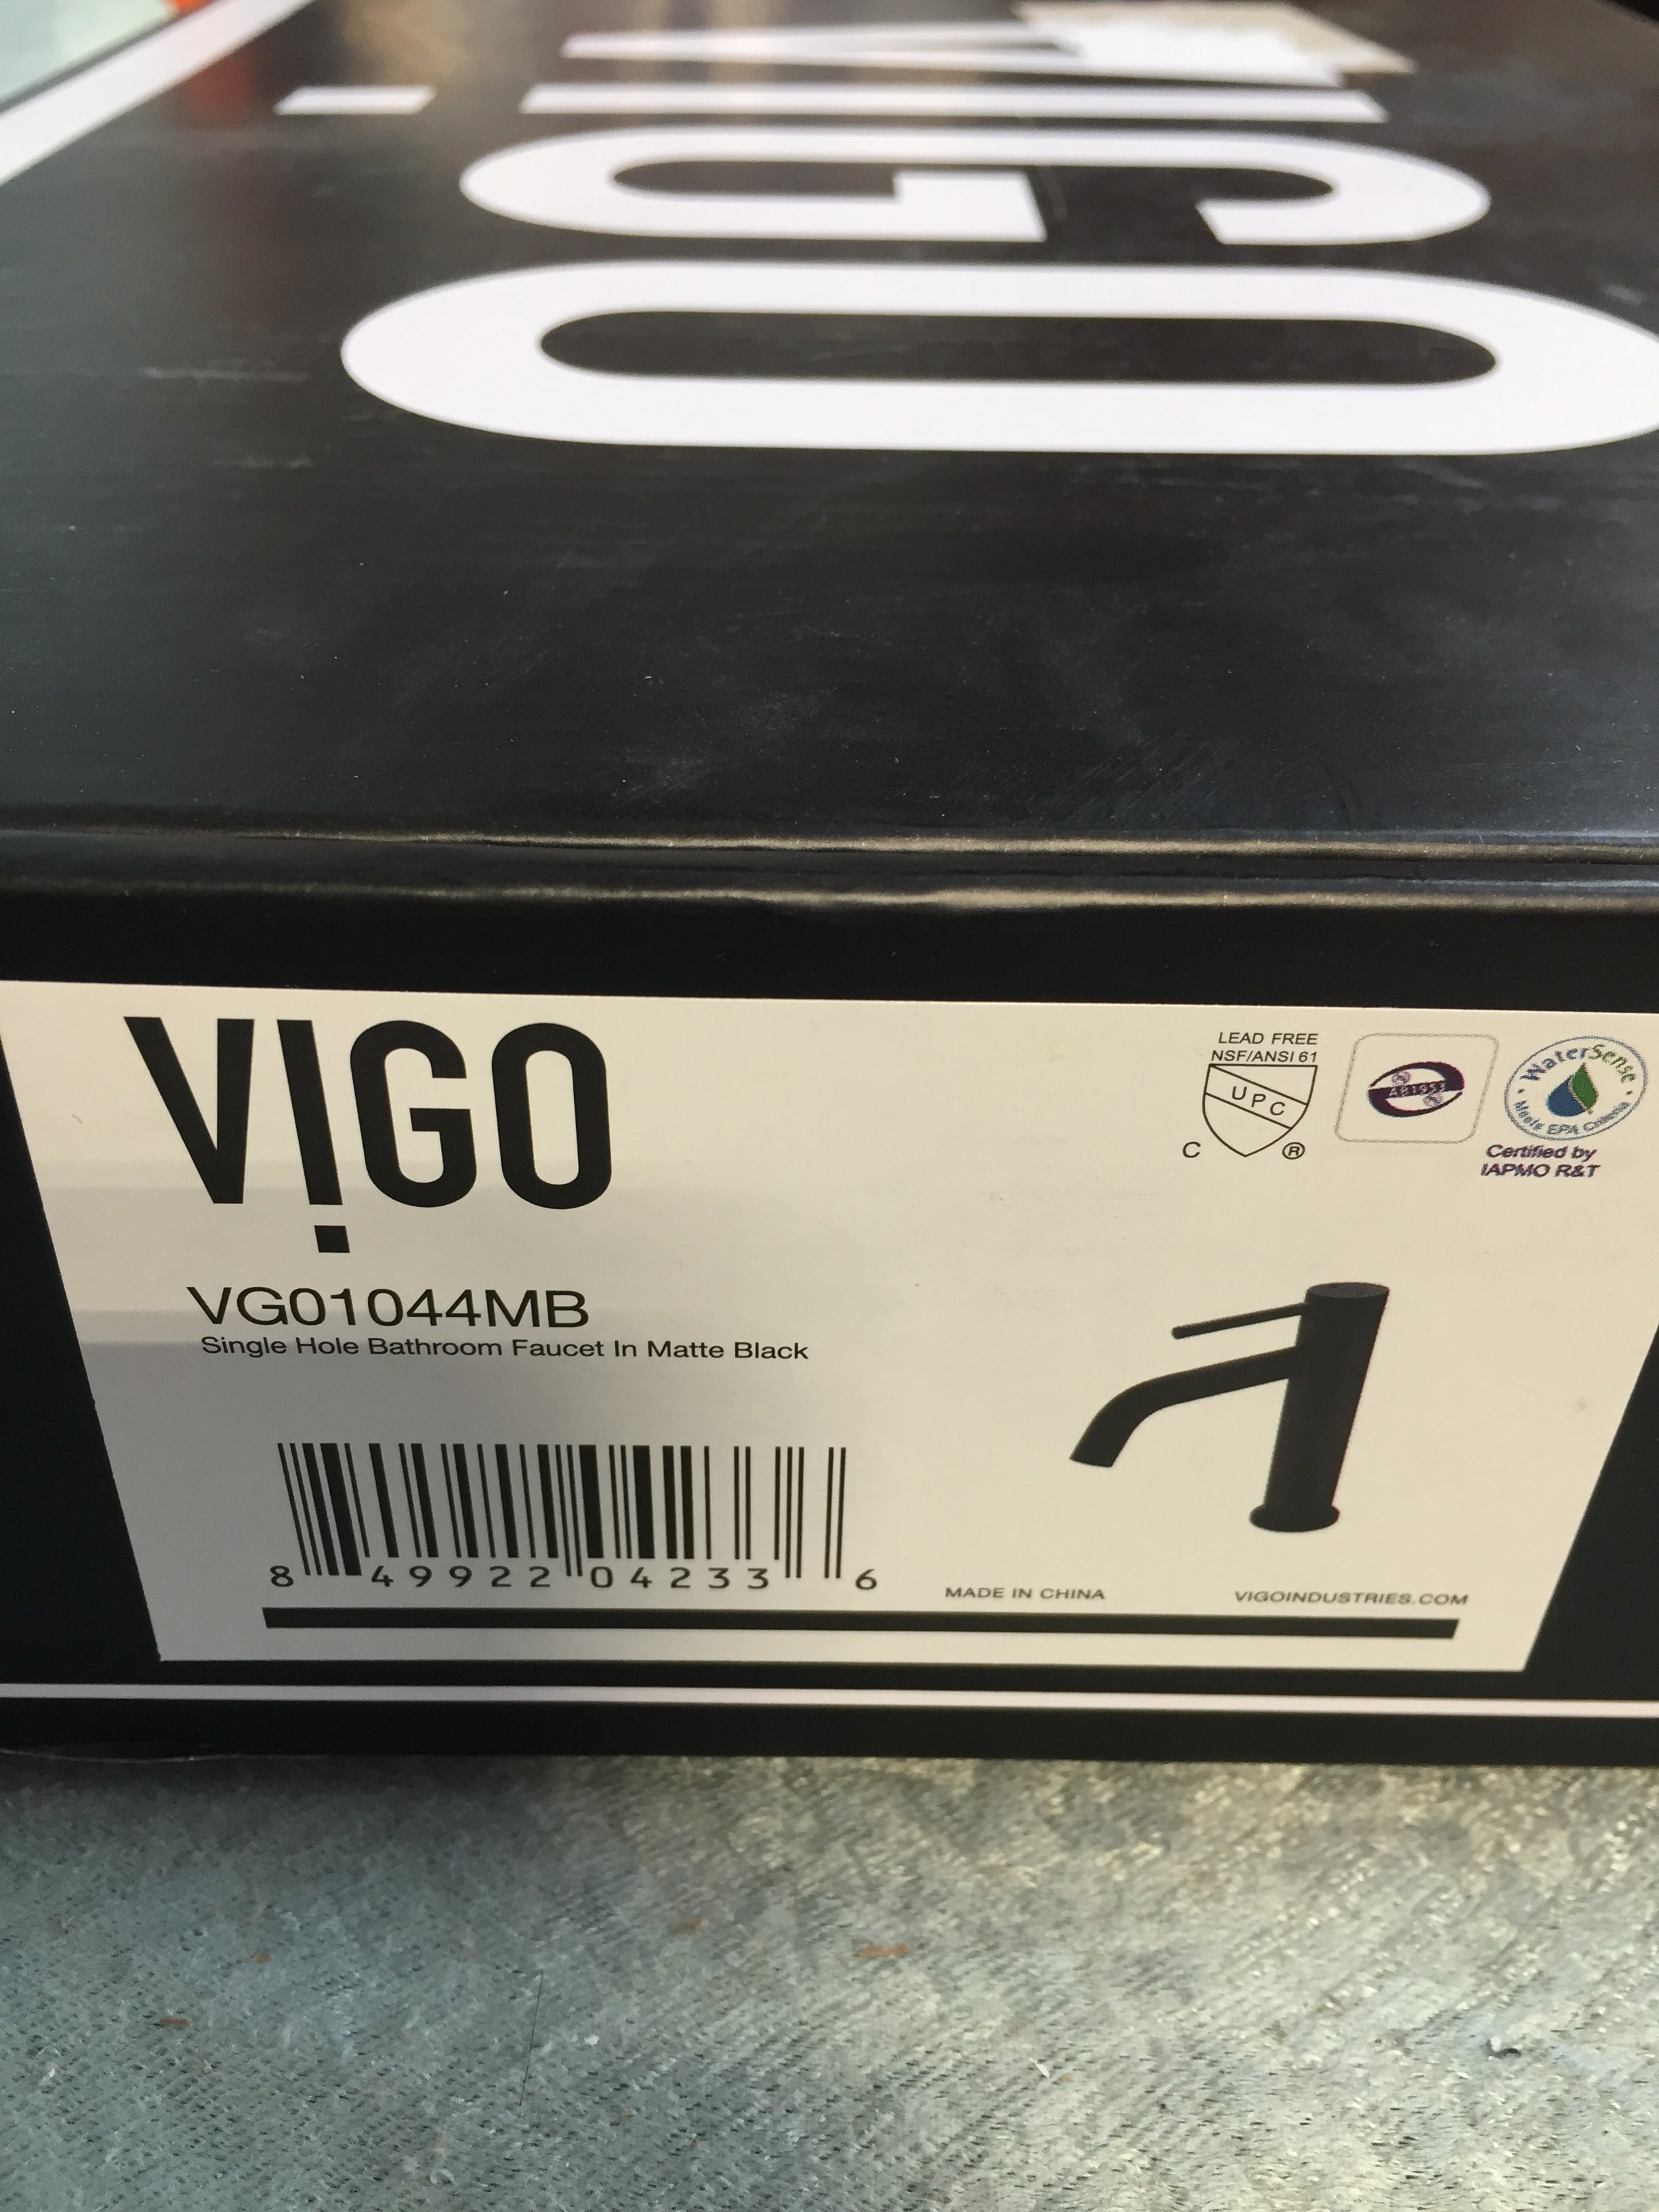 VIGO
VIGO
LEAD FREE
NSF/ANSI 61
UPC
C ®
AB1953
WaterSense
Meets EPA Criteria
Certified by
IAPMO R&T
VG01044MB
Single Hole Bathroom Faucet In Matte Black
8 49922 04233 6
MADE IN CHINA
VIGOINDUSTRIES.COM